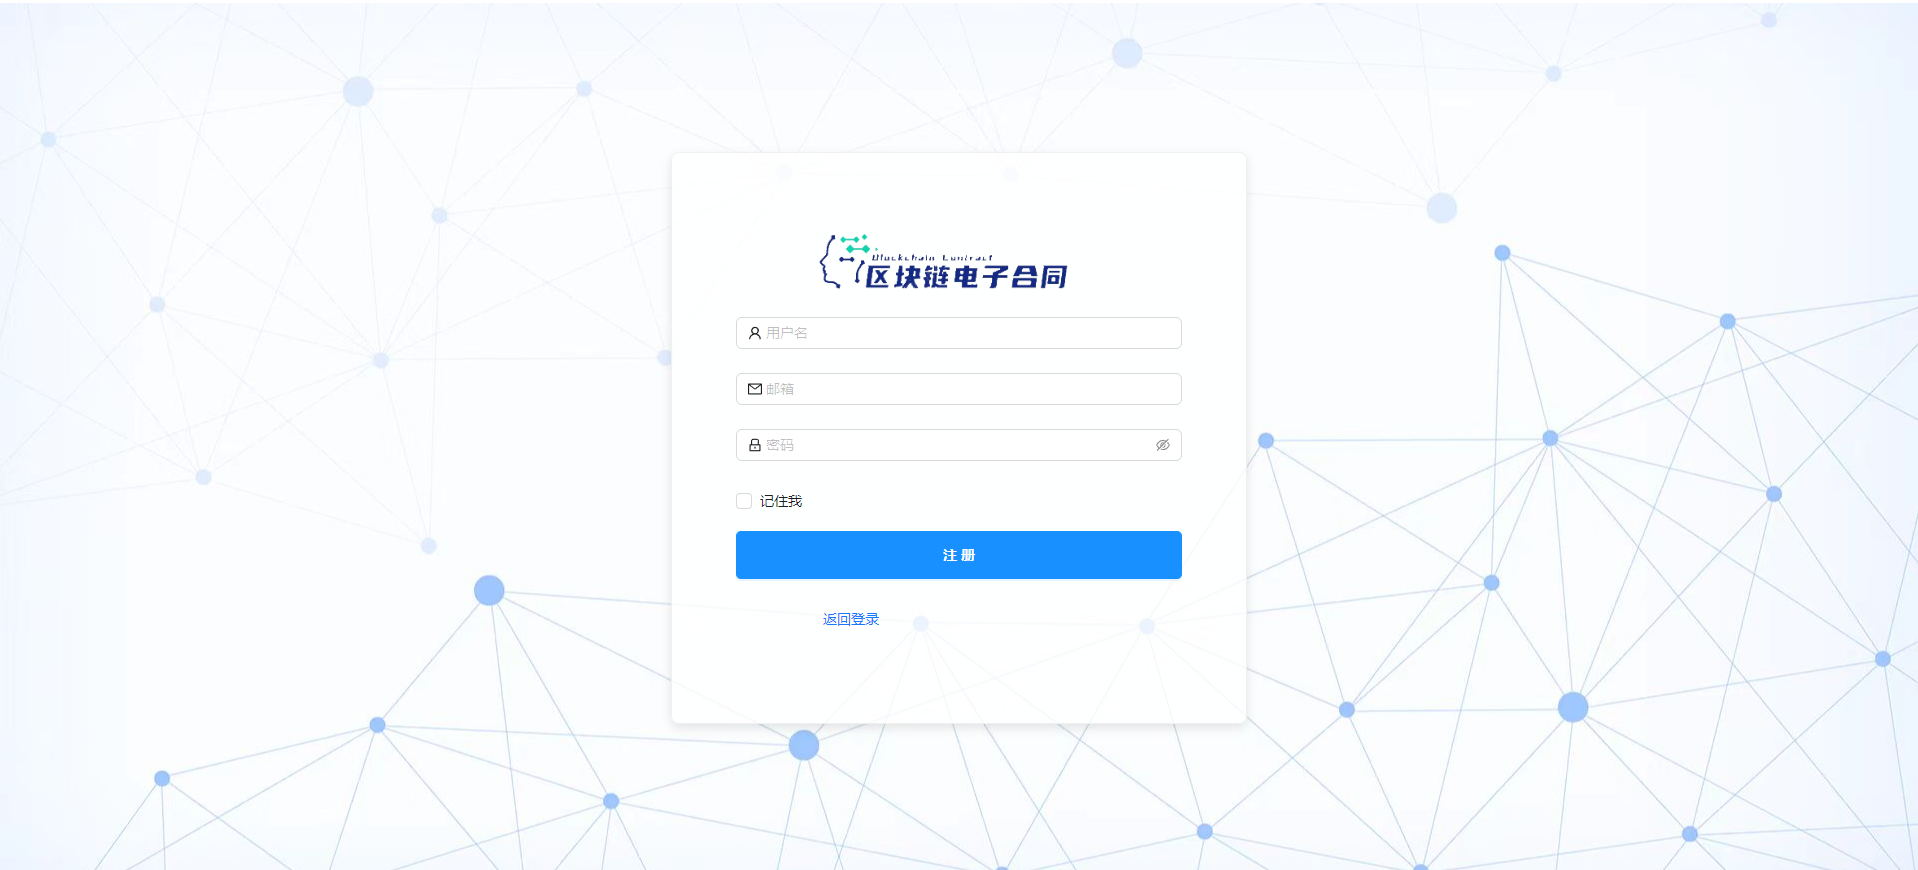 Blockchain Contract
区块链电子合同
用户名
邮箱
密码
记住我
注 册
返回登录